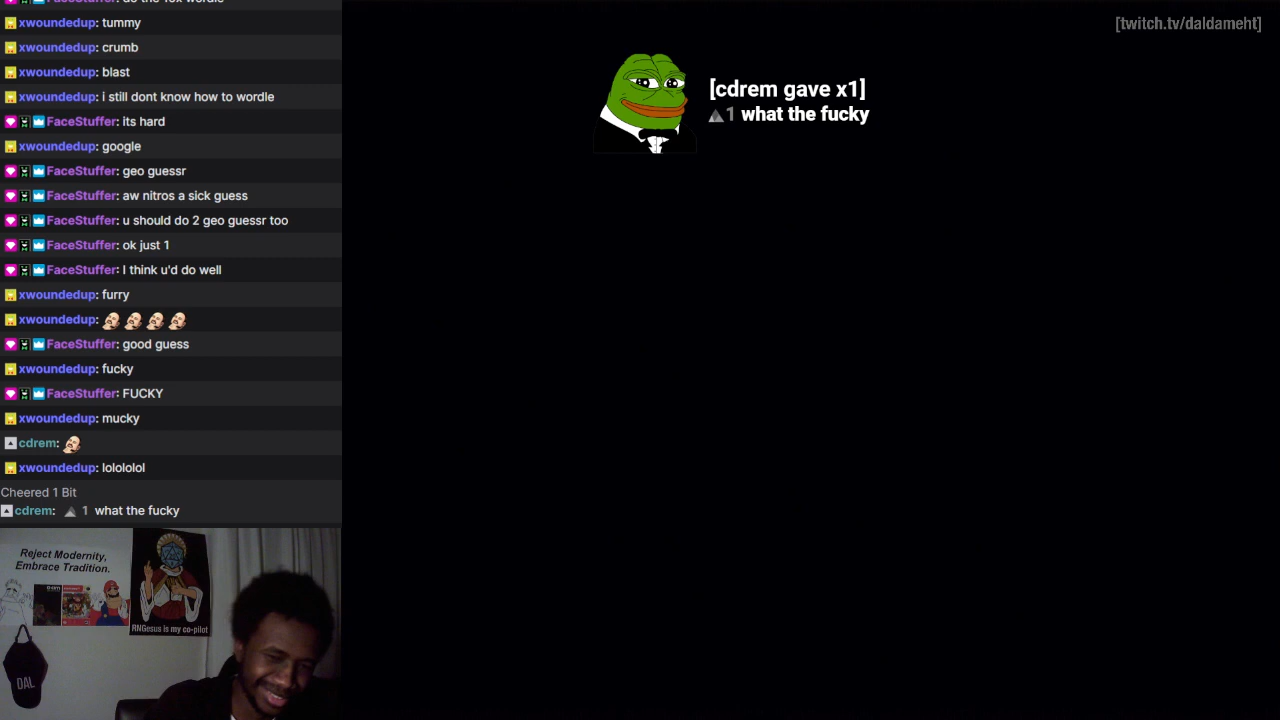 [twitch.tv/daldameht]
xwoundedup: tummy
xwoundedup: crumb
xwoundedup: blast
xwoundedup: i still dont know how to wordle
FaceStuffer: its hard
xwoundedup: google
FaceStuffer: geo guessr
FaceStuffer: aw nitros a sick guess
FaceStuffer: u should do 2 geo guessr too
FaceStuffer: ok just 1
FaceStuffer: I think u'd do well
xwoundedup: furry
xwoundedup:
FaceStuffer: good guess
xwoundedup: fucky
FaceStuffer: FUCKY
xwoundedup: mucky
cdrem:
xwoundedup: lolololol
Cheered 1 Bit
cdrem: 1 what the fucky
[cdrem gave x1]
1 what the fucky
Reject Modernity,
Embrace Tradition.
RNGesus is my co-pilot
DAL